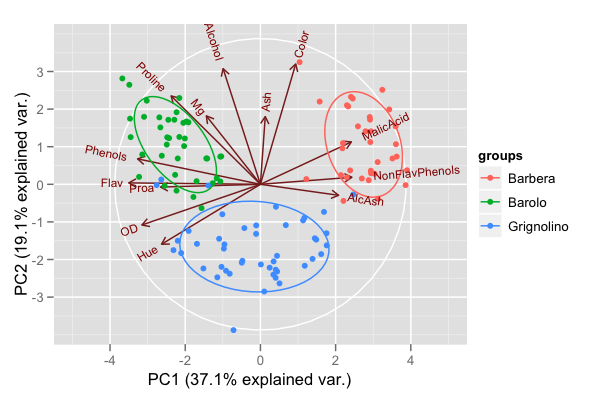 Alcohol
Color
Proline
Mg
Ash
MalicAcid
Phenols
NonFlavPhenols
Flav
Proa
AlcAsh
OD
Hue
3
2
1
0
-1
-2
-3
-4
-2
0
2
4
PC1 (37.1% explained var.)
PC2 (19.1% explained var.)
groups
Barbera
Barolo
Grignolino